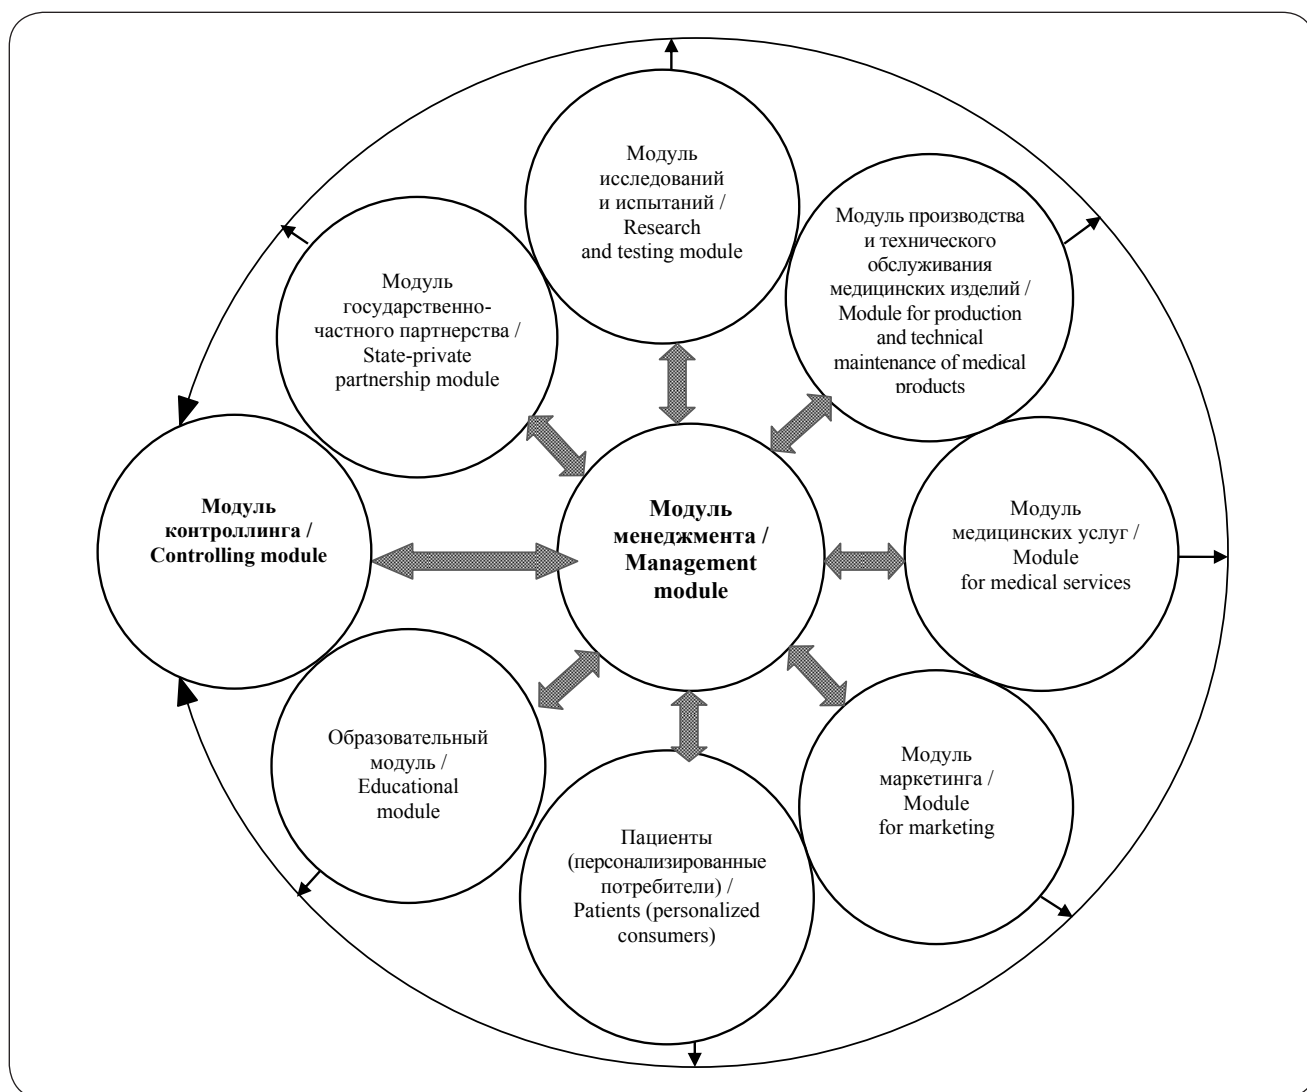 Модуль
исследований
и испытаний /
Research
and testing module
Модуль производства
и технического
обслуживания
медицинских изделий /
Module for production
and technical
maintenance of medical
products
Модуль
государственно-
частного партнерства /
State-private
partnership module
Модуль
контроллинга /
Controlling module
Модуль
менеджмента /
Management
module
Модуль
медицинских услуг /
Module
for medical services
Образовательный
модуль /
Educational
module
Модуль
маркетинга /
Module
for marketing
Пациенты
(персонализированные
потребители) /
Patients (personalized
consumers)